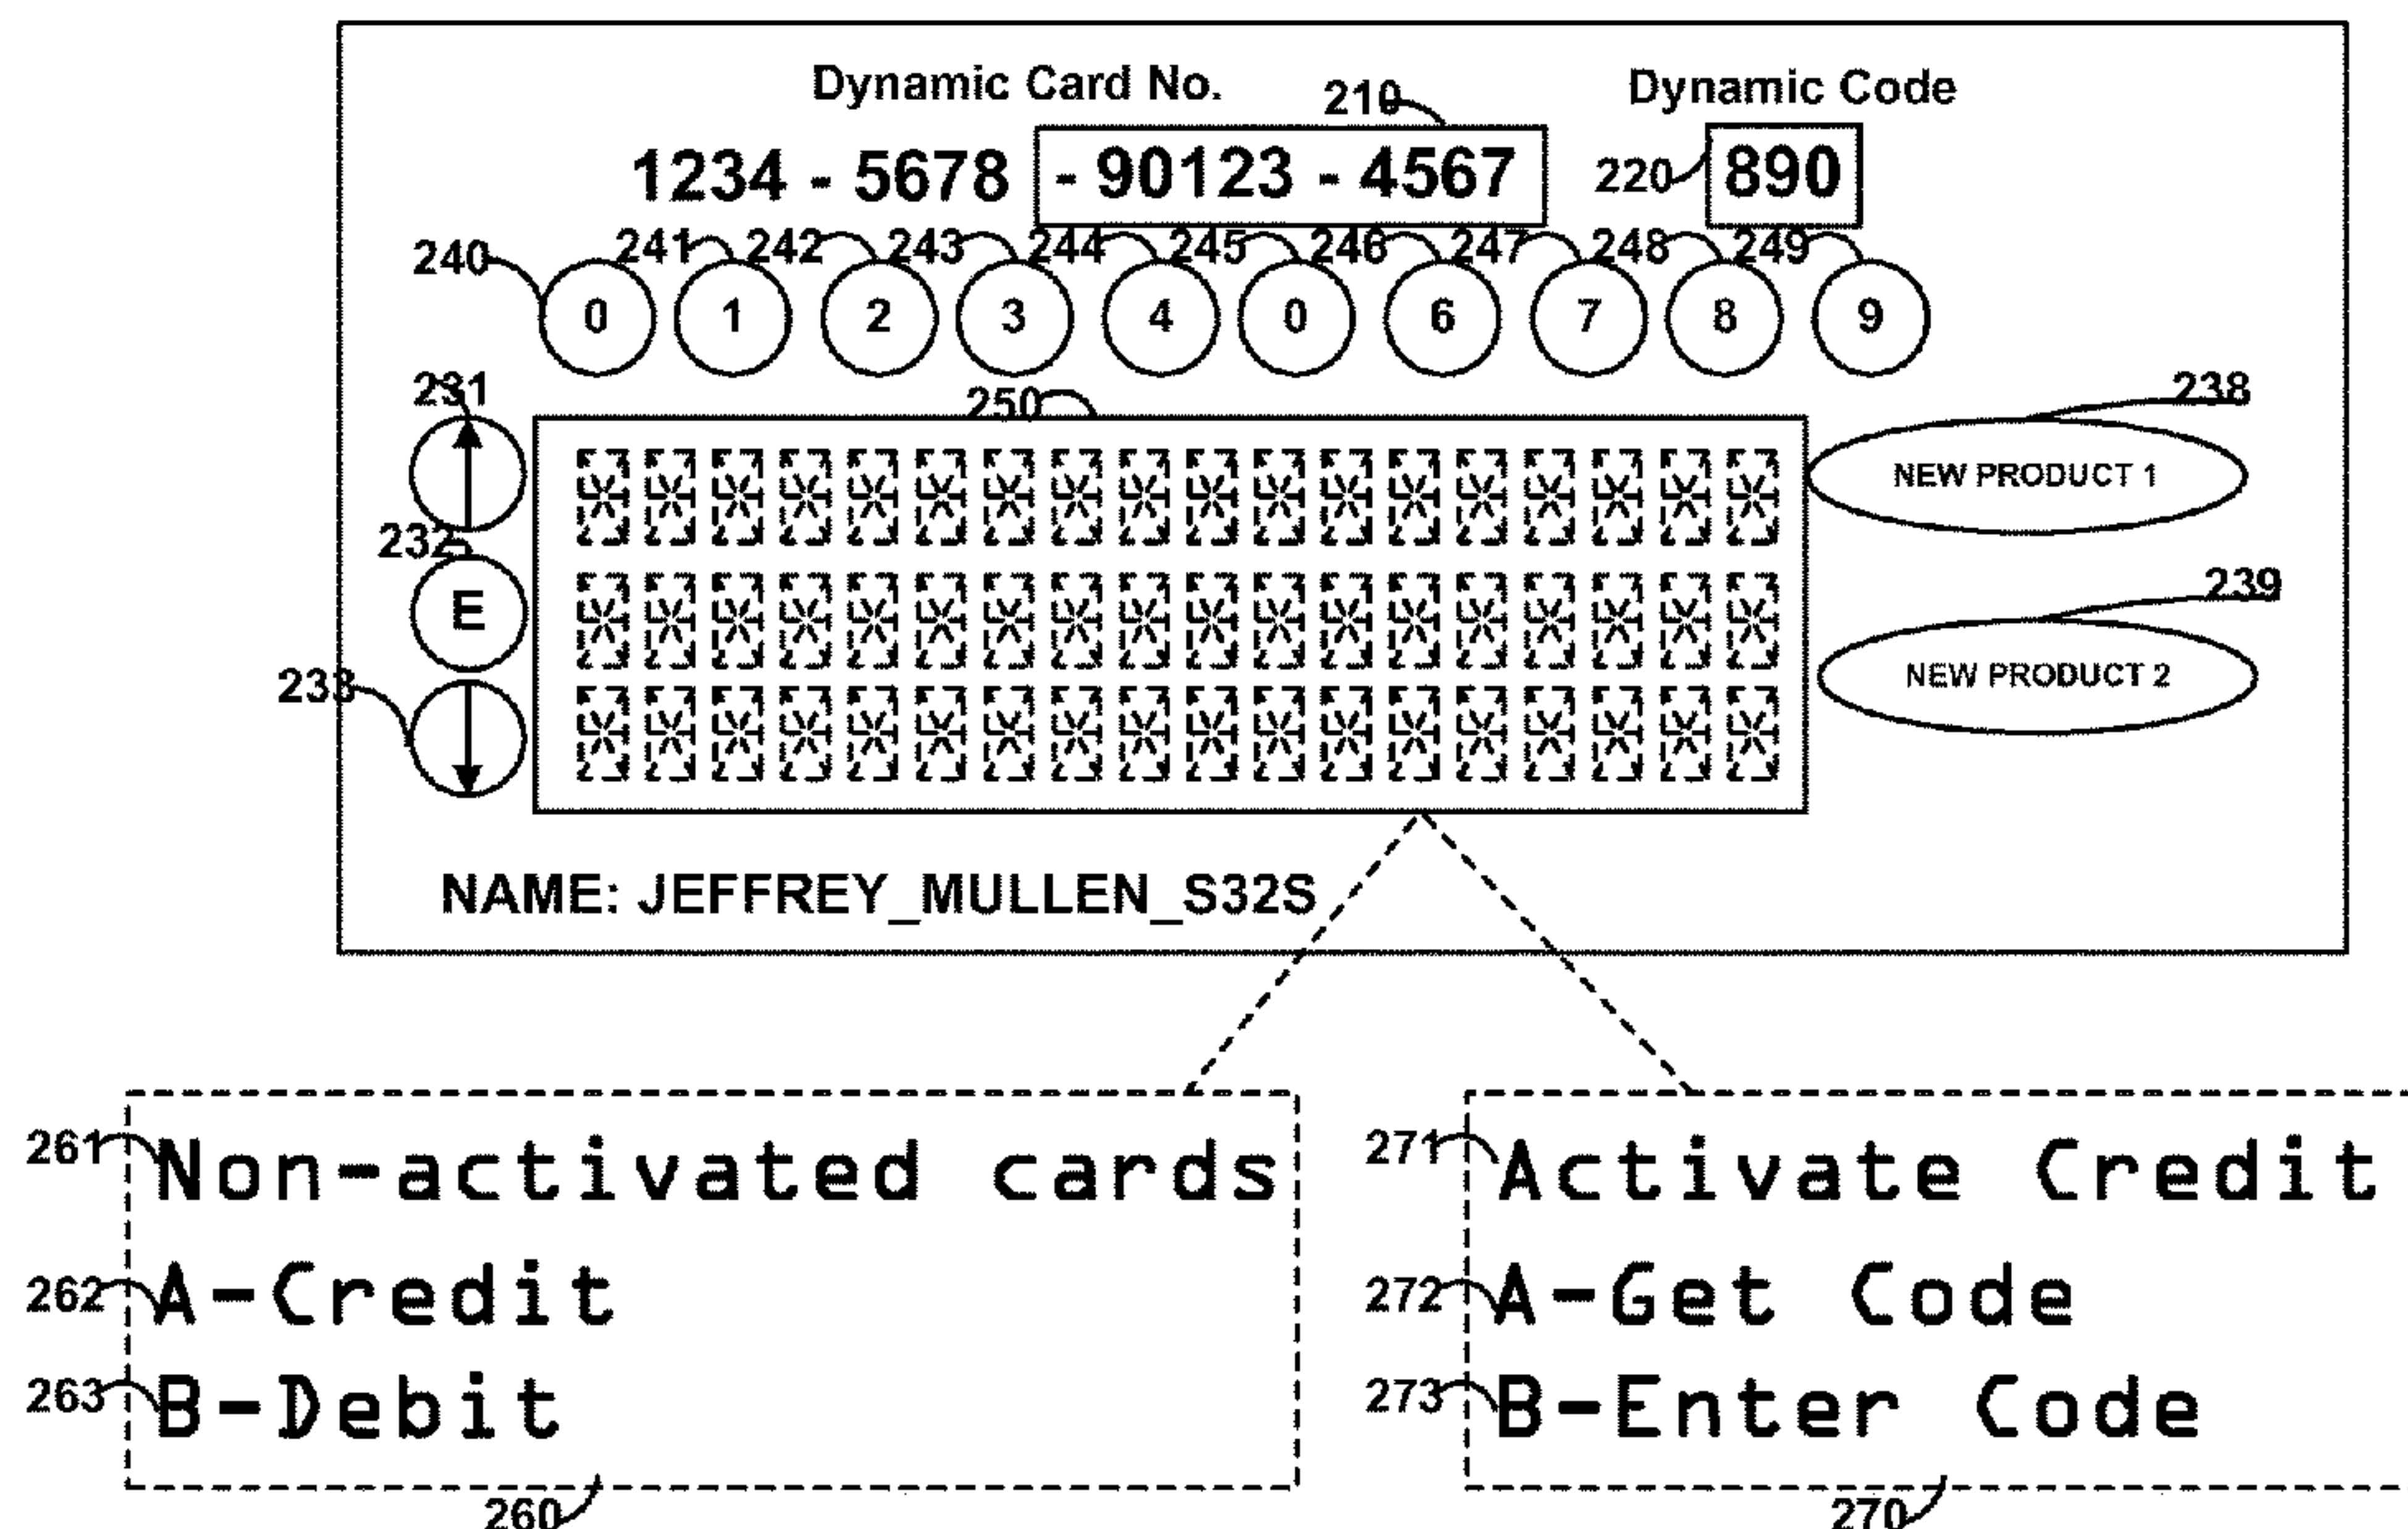 Dynamic Card No. 210 Dynamic Code
1234 - 5678 - 90123 - 4567 220 890
240 241 242 243 244 245 246 247 248 249
0 1 2 3 4 0 6 7 8 9
231 250 238
NEW PRODUCT 1
232
E
239
233
NEW PRODUCT 2
NAME: JEFFREY_MULLEN_S32S
261 Non-activated cards
262 A-Credit
263 B-Debit
260
271 Activate Credit
272 A-Get Code
273 B-Enter Code
270